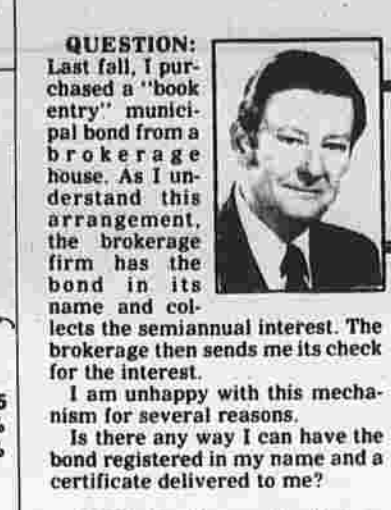 QUESTION:
Last fall, I pur-
chased a "book
entry" munici-
pal bond from a
brokerage
house. As I un-
derstand this
arrangement,
the brokerage
firm has the
bond in its
name and col-
lects the semiannual interest. The
brokerage then sends me its check
for the interest.
I am unhappy with this mecha-
nism for several reasons.
Is there any way I can have the
bond registered in my name and a
certificate delivered to me?